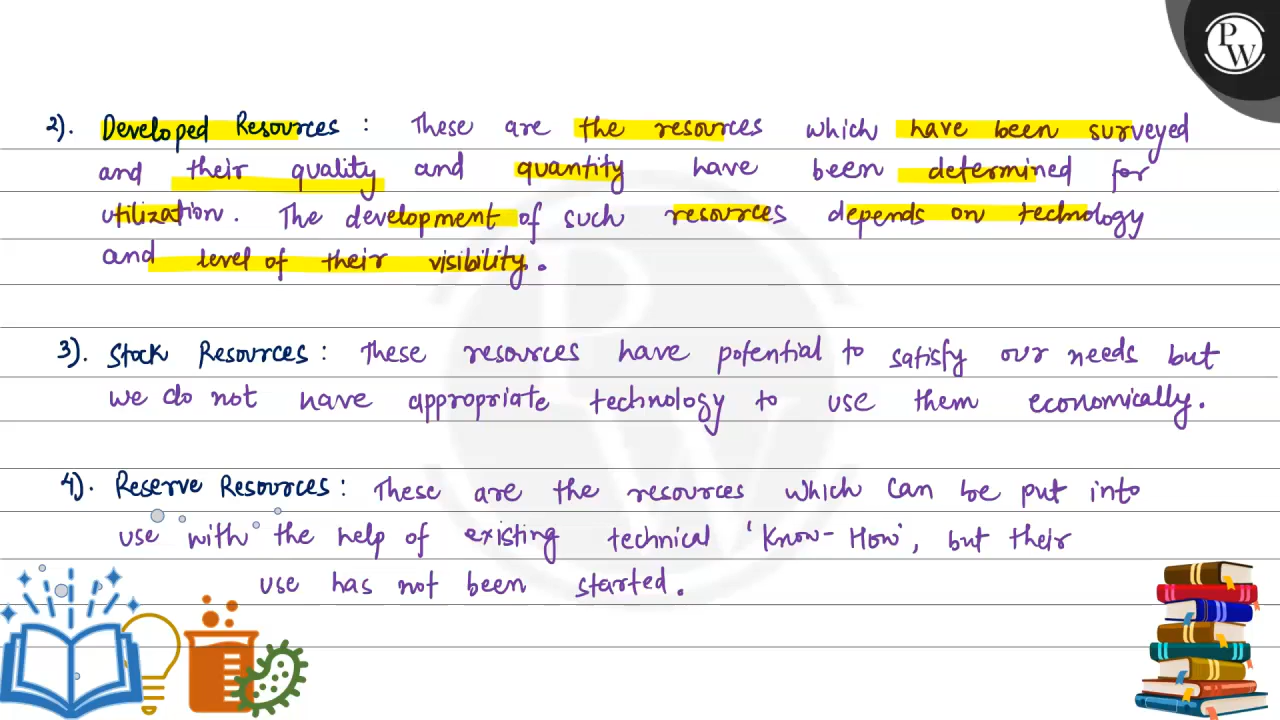 PW
2). Developed Resources : These are the resources which have been surveyed
and their quality and quantity have been determined for
utilization. The development of such resources depends on technology
and level of their visibility.
3). Stock Resources : These resources have potential to satisfy our needs but
we do not have appropriate technology to use them economically.
4). Reserve Resources : These are the resources which can be put into
use with the help of existing technical 'Know-How', but their
use has not been started.